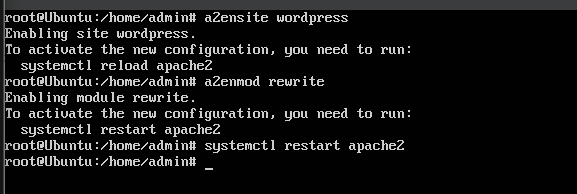 root@Ubuntu:/home/admin# a2ensite wordpress
Enabling site wordpress.
To activate the new configuration, you need to run:
  systemctl reload apache2
root@Ubuntu:/home/admin# a2enmod rewrite
Enabling module rewrite.
To activate the new configuration, you need to run:
  systemctl restart apache2
root@Ubuntu:/home/admin# systemctl restart apache2
root@Ubuntu:/home/admin# _